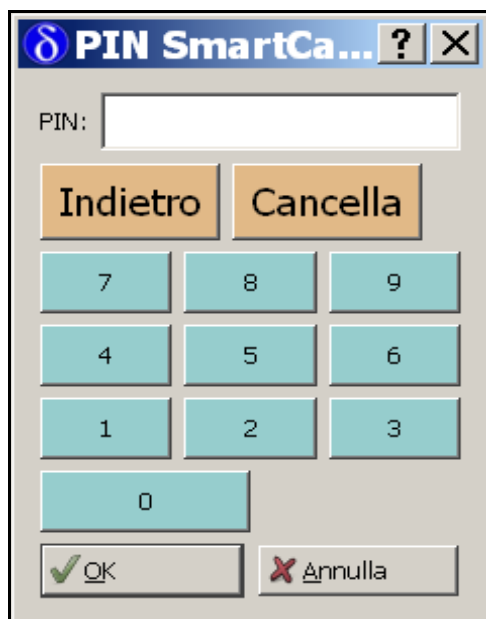 δ PIN SmartCa... ?
PIN:
Indietro Cancella
7 8 9
4 5 6
1 2 3
0
OK Annulla